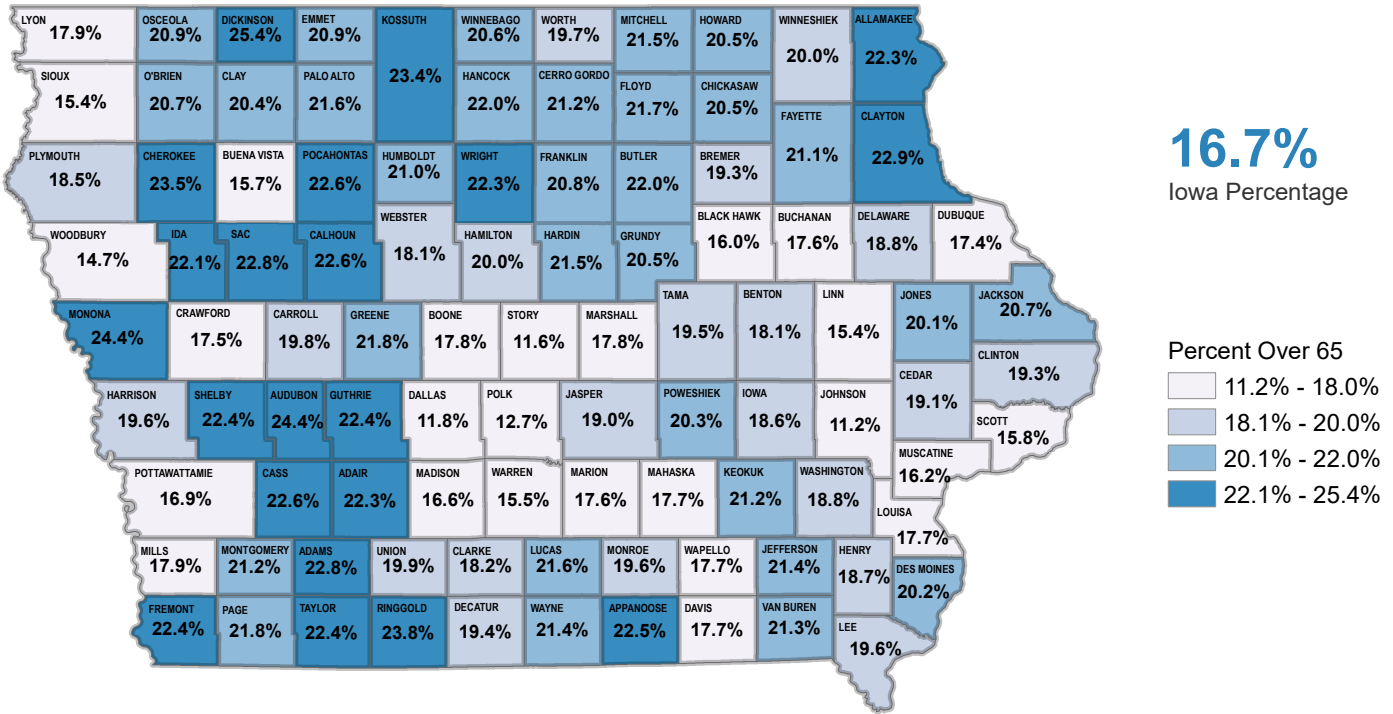 LYON
17.9%
OSCEOLA
20.9%
DICKINSON
25.4%
EMMET
20.9%
KOSSUTH
23.4%
WINNEBAGO
20.6%
WORTH
19.7%
MITCHELL
21.5%
HOWARD
20.5%
WINNESHIEK
20.0%
ALLAMAKEE
22.3%
SIOUX
15.4%
O'BRIEN
20.7%
CLAY
20.4%
PALO ALTO
21.6%
HANCOCK
22.0%
CERRO GORDO
21.2%
FLOYD
21.7%
CHICKASAW
20.5%
FAYETTE
21.1%
CLAYTON
22.9%
PLYMOUTH
18.5%
CHEROKEE
23.5%
BUENA VISTA
15.7%
POCAHONTAS
22.6%
HUMBOLDT
21.0%
WRIGHT
22.3%
FRANKLIN
20.8%
BUTLER
22.0%
BREMER
19.3%
WOODBURY
14.7%
IDA
22.1%
SAC
22.8%
CALHOUN
22.6%
WEBSTER
18.1%
HAMILTON
20.0%
HARDIN
21.5%
GRUNDY
20.5%
BLACK HAWK
16.0%
BUCHANAN
17.6%
DELAWARE
18.8%
DUBUQUE
17.4%
MONONA
24.4%
CRAWFORD
17.5%
CARROLL
19.8%
GREENE
21.8%
BOONE
17.8%
STORY
11.6%
MARSHALL
17.8%
TAMA
19.5%
BENTON
18.1%
LINN
15.4%
JONES
20.1%
JACKSON
20.7%
CLINTON
19.3%
HARRISON
19.6%
SHELBY
22.4%
AUDUBON
24.4%
GUTHRIE
22.4%
DALLAS
11.8%
POLK
12.7%
JASPER
19.0%
POWESHIEK
20.3%
IOWA
18.6%
JOHNSON
11.2%
CEDAR
19.1%
SCOTT
15.8%
MUSCATINE
16.2%
POTTAWATTAMIE
16.9%
CASS
22.6%
ADAIR
22.3%
MADISON
16.6%
WARREN
15.5%
MARION
17.6%
MAHASKA
17.7%
KEOKUK
21.2%
WASHINGTON
18.8%
LOUISA
17.7%
MILLS
17.9%
MONTGOMERY
21.2%
ADAMS
22.8%
UNION
19.9%
CLARKE
18.2%
LUCAS
21.6%
MONROE
19.6%
WAPELLO
17.7%
JEFFERSON
21.4%
HENRY
18.7%
DES MOINES
20.2%
FREMONT
22.4%
PAGE
21.8%
TAYLOR
22.4%
RINGGOLD
23.8%
DECATUR
19.4%
WAYNE
21.4%
APPANOOSE
22.5%
DAVIS
17.7%
VAN BUREN
21.3%
LEE
19.6%
16.7%
Iowa Percentage
Percent Over 65
11.2% - 18.0%
18.1% - 20.0%
20.1% - 22.0%
22.1% - 25.4%